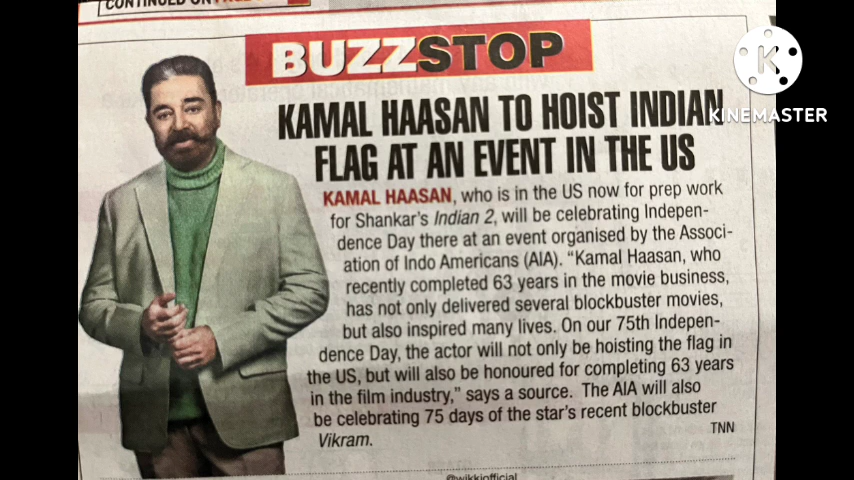 CONTINUED ON
BUZZSTOP
KAMAL HAASAN TO HOIST INDIAN
FLAG AT AN EVENT IN THE US
KAMAL HAASAN, who is in the US now for prep work
for Shankar's Indian 2, will be celebrating Indepen-
dence Day there at an event organised by the Associ-
ation of Indo Americans (AIA). “Kamal Haasan, who
recently completed 63 years in the movie business,
has not only delivered several blockbuster movies,
but also inspired many lives. On our 75th Indepen-
dence Day, the actor will not only be hoisting the flag in
the US, but will also be honoured for completing 63 years
in the film industry,” says a source. The AIA will also
be celebrating 75 days of the star's recent blockbuster
Vikram.
TNN
@wikkiofficial
K
KINEMASTER